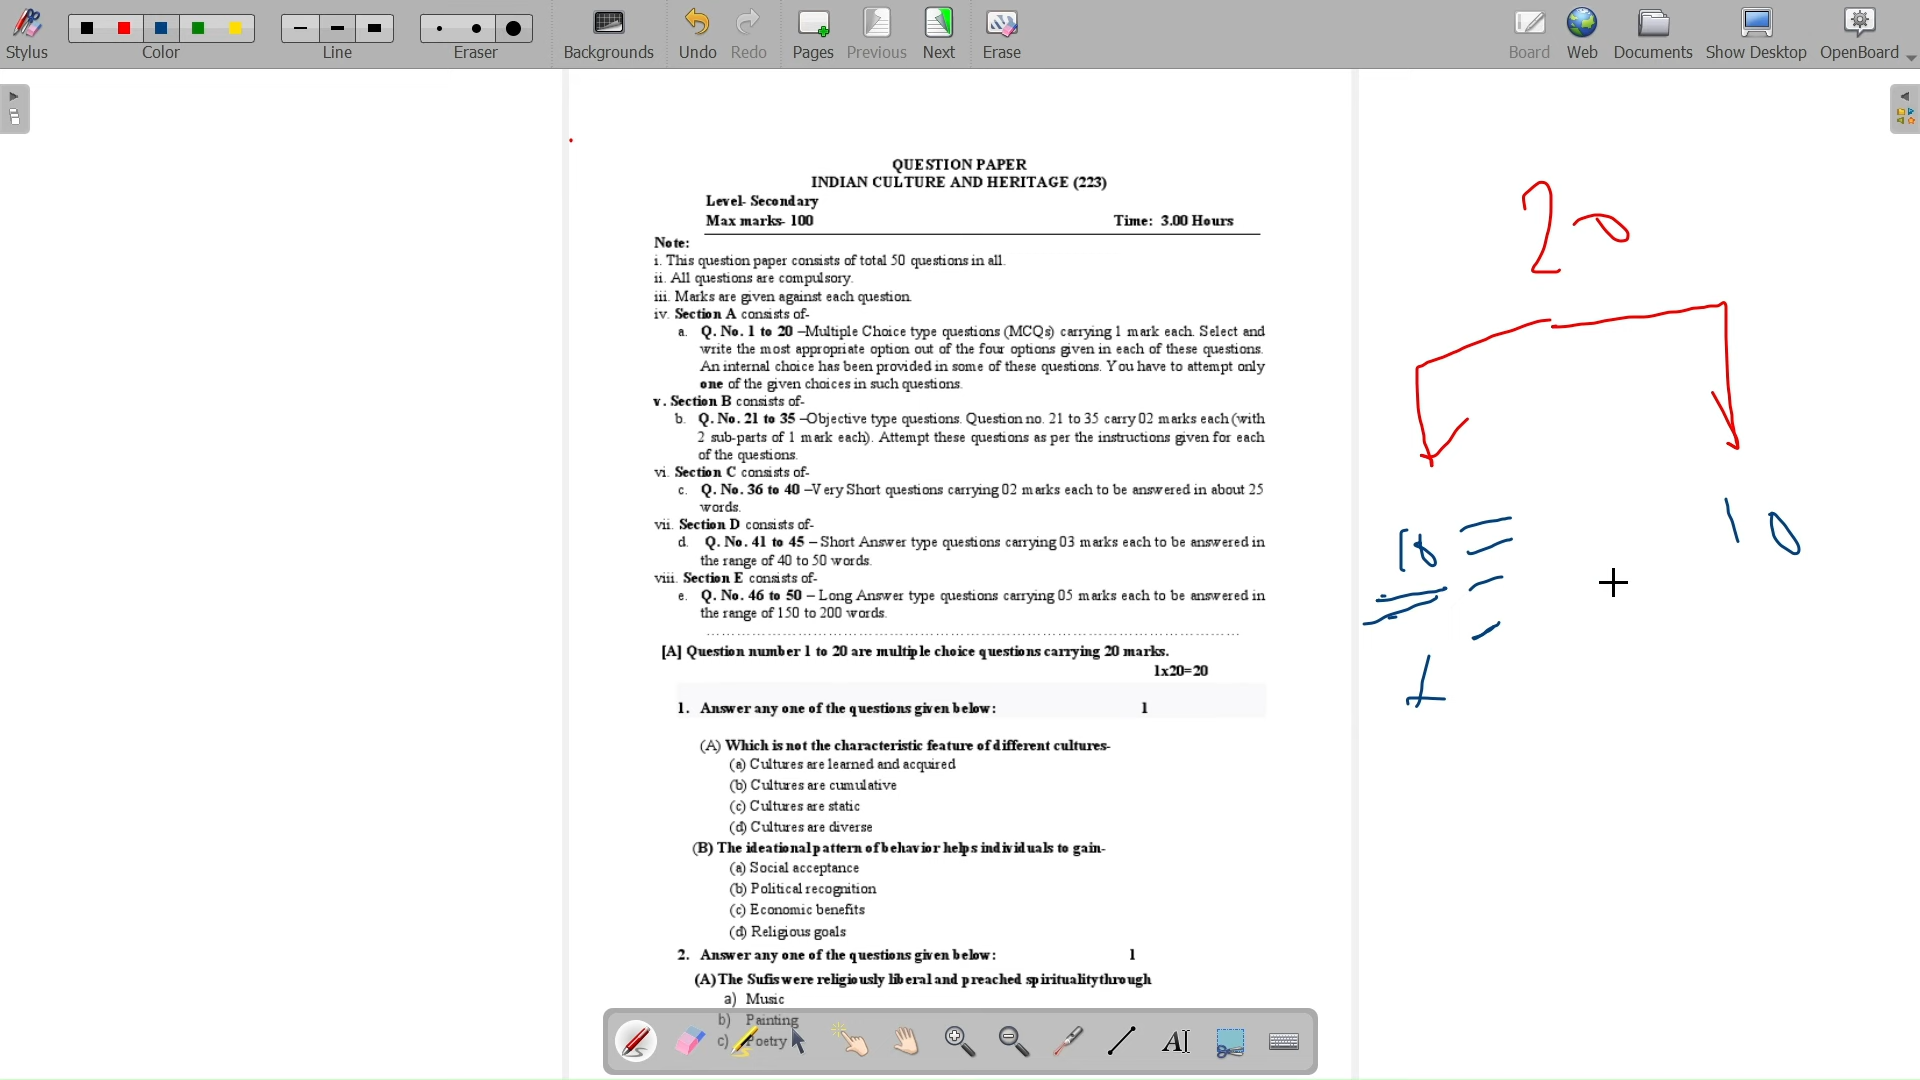 Stylus
Color
Line
Eraser
Backgrounds
Undo
Redo
Pages
Previous
Next
Erase
Board
Web
Documents
Show Desktop
OpenBoard
QUESTION PAPER
INDIAN CULTURE AND HERITAGE (223)
Level- Secondary
Max marks- 100 Time: 3.00 Hours
Note:
i. This question paper consists of total 50 questions in all.
ii. All questions are compulsory.
iii. Marks are given against each question.
iv. Section A consists of-
a. Q. No. 1 to 20 –Multiple Choice type questions (MCQs) carrying 1 mark each. Select and
write the most appropriate option out of the four options given in each of these questions.
An internal choice has been provided in some of these questions. You have to attempt only
one of the given choices in such questions.
v. Section B consists of-
b. Q. No. 21 to 35 –Objective type questions. Question no. 21 to 35 carry 02 marks each (with
2 sub-parts of 1 mark each). Attempt these questions as per the instructions given for each
of the questions.
vi. Section C consists of-
c. Q. No. 36 to 40 –Very Short questions carrying 02 marks each to be answered in about 25
words.
vii. Section D consists of-
d. Q. No. 41 to 45 – Short Answer type questions carrying 03 marks each to be answered in
the range of 40 to 50 words.
viii. Section E consists of-
e. Q. No. 46 to 50 – Long Answer type questions carrying 05 marks each to be answered in
the range of 150 to 200 words.
[A] Question number 1 to 20 are multiple choice questions carrying 20 marks.
1x20=20
1. Answer any one of the questions given below: 1
(A) Which is not the characteristic feature of different cultures-
(a) Cultures are learned and acquired
(b) Cultures are cumulative
(c) Cultures are static
(d) Cultures are diverse
(B) The ideational pattern of behavior helps individuals to gain-
(a) Social acceptance
(b) Political recognition
(c) Economic benefits
(d) Religious goals
2. Answer any one of the questions given below: 1
(A) The Sufis were religiously liberal and preached spirituality through
a) Music
b) Painting
c) Poetry
20
10